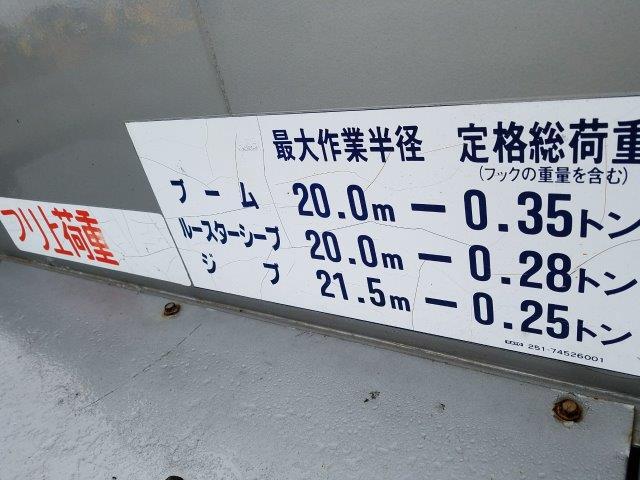 最大作業半径 定格総荷重
(フックの重量を含む)
ブーム 20.0m－0.35トン
ルースターシーブ 20.0m－0.28トン
ジブ 21.5m－0.25トン
251-74526001
つり上荷重